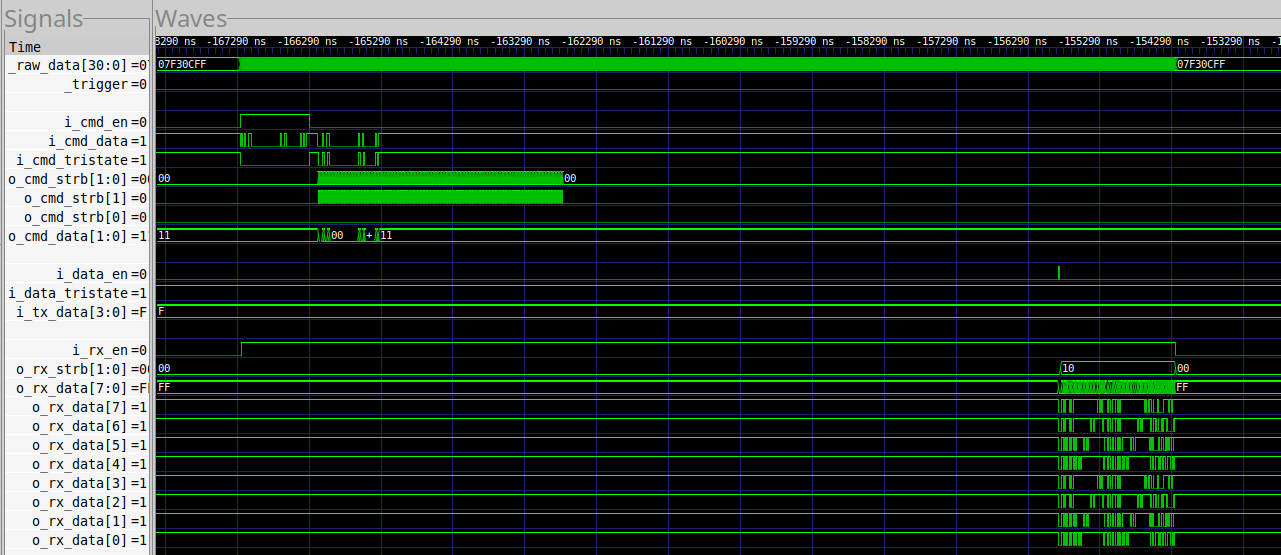 Signals Waves
Time
8290 ns -167290 ns -166290 ns -165290 ns -164290 ns -163290 ns -162290 ns -161290 ns -160290 ns -159290 ns -158290 ns -157290 ns -156290 ns -155290 ns -154290 ns -153290 ns -1
_raw_data[30:0]=07 07F30CFF 07F30CFF
_trigger=0
i_cmd_en=0
i_cmd_data=1
i_cmd_tristate=1
o_cmd_strb[1:0]=00 00 00
o_cmd_strb[1]=0
o_cmd_strb[0]=0
o_cmd_data[1:0]=11 11 00 + 11
i_data_en=0
i_data_tristate=1
i_tx_data[3:0]=F F
i_rx_en=0
o_rx_strb[1:0]=00 00 10 00
o_rx_data[7:0]=FF FF FF
o_rx_data[7]=1
o_rx_data[6]=1
o_rx_data[5]=1
o_rx_data[4]=1
o_rx_data[3]=1
o_rx_data[2]=1
o_rx_data[1]=1
o_rx_data[0]=1